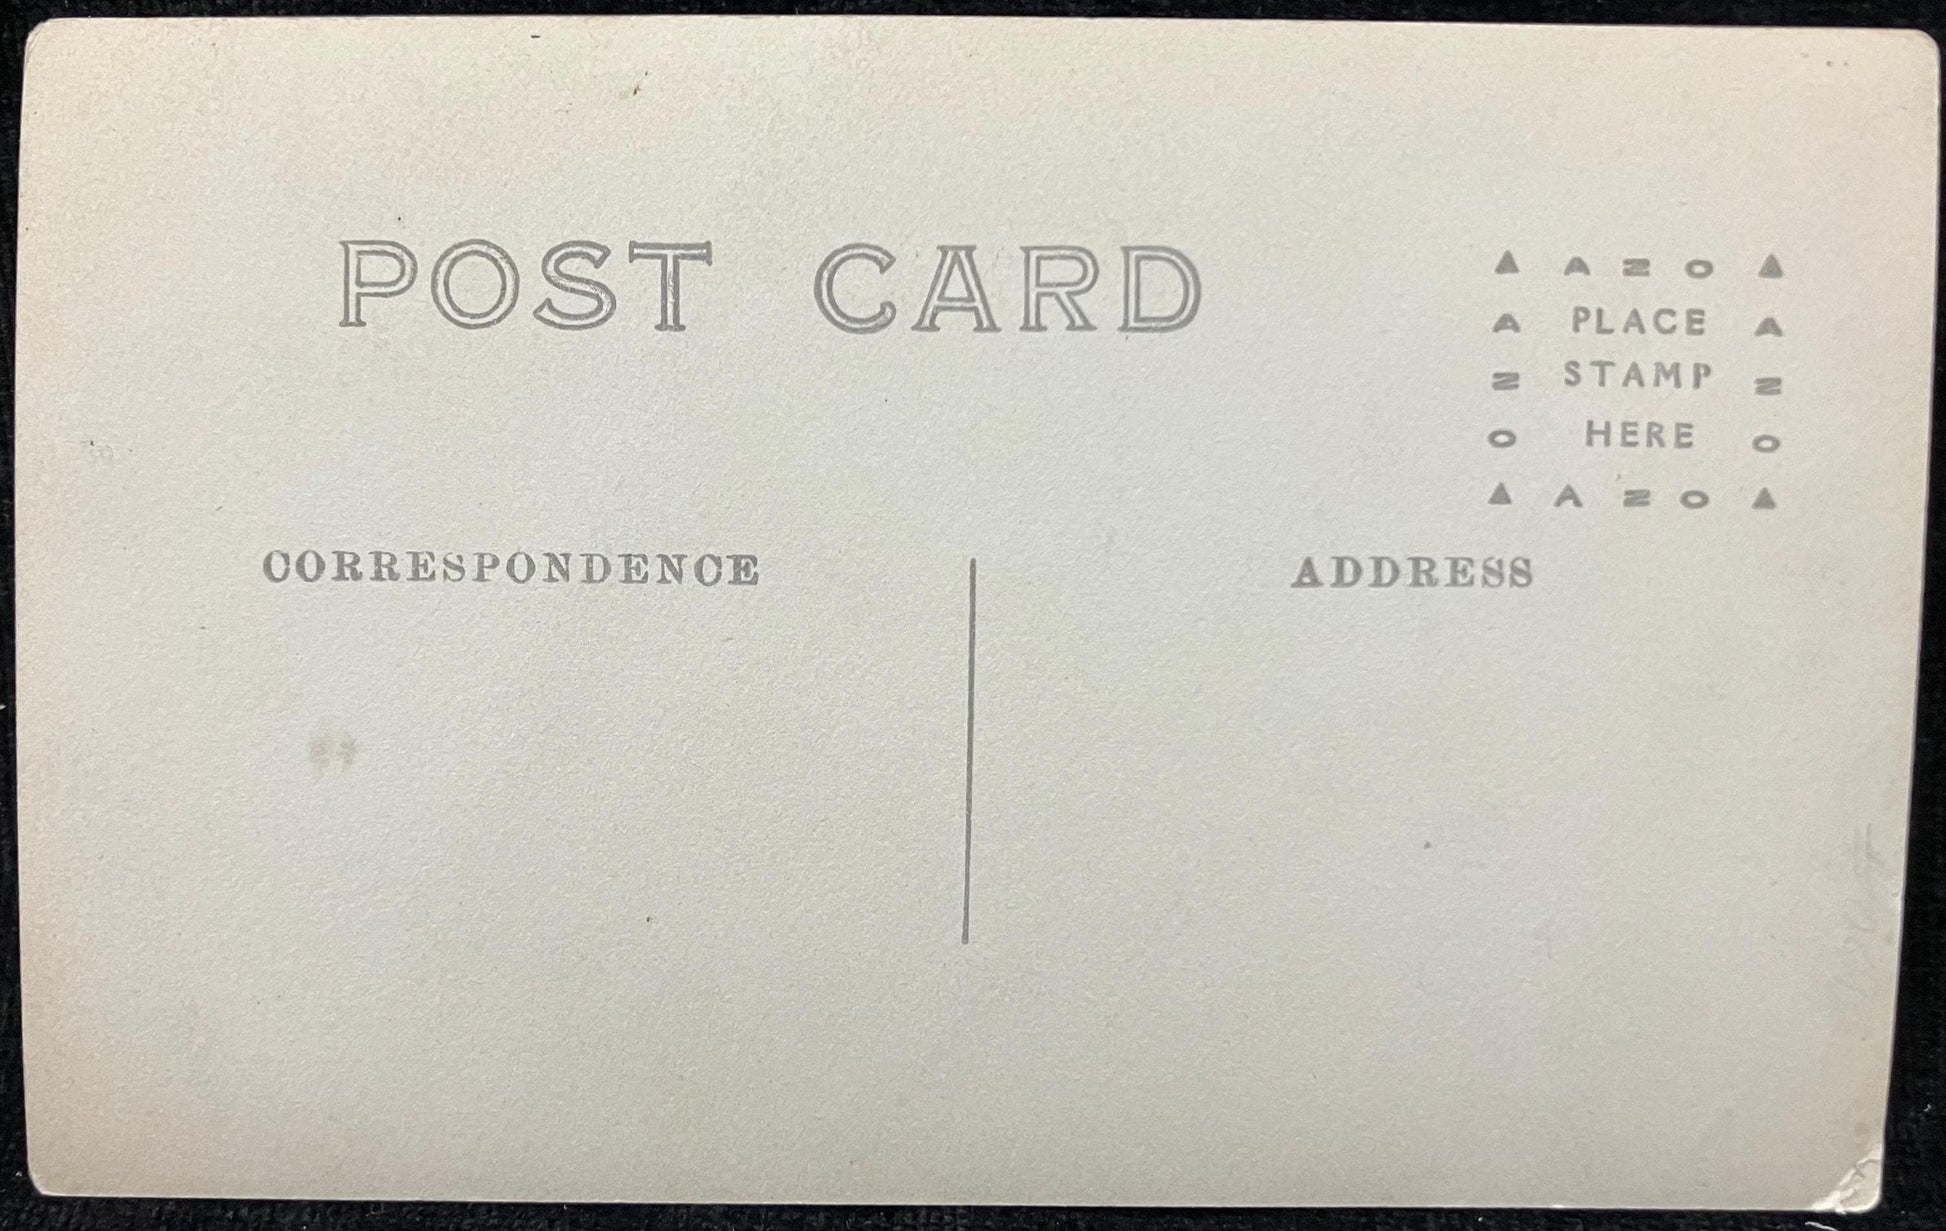 POST CARD
▲ A Z O ▲
A PLACE A
Z STAMP Z
O HERE O
▲ A Z O ▲
CORRESPONDENCE
ADDRESS